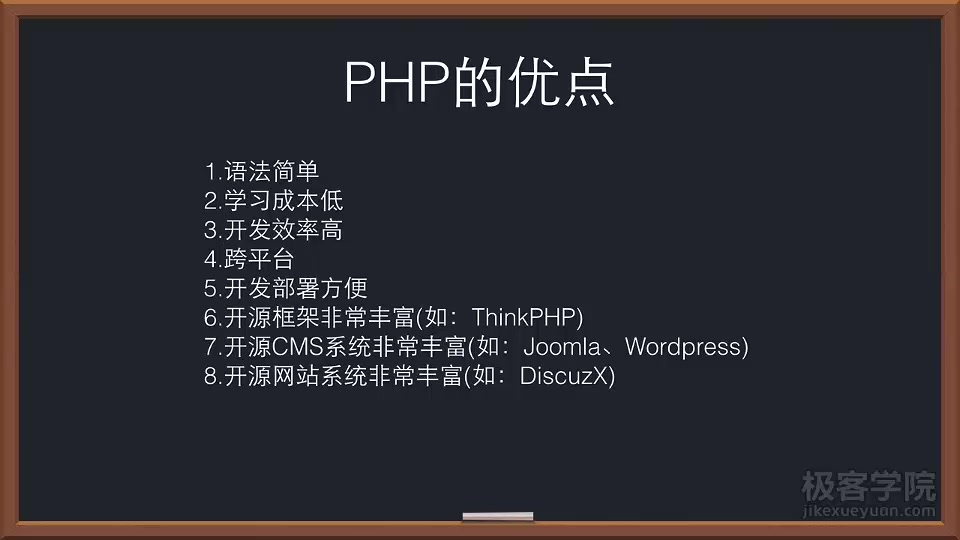 PHP的优点
1.语法简单
2.学习成本低
3.开发效率高
4.跨平台
5.开发部署方便
6.开源框架非常丰富(如：ThinkPHP)
7.开源CMS系统非常丰富(如：Joomla、Wordpress)
8.开源网站系统非常丰富(如：DiscuzX)
极客学院
jikexueyuan.com